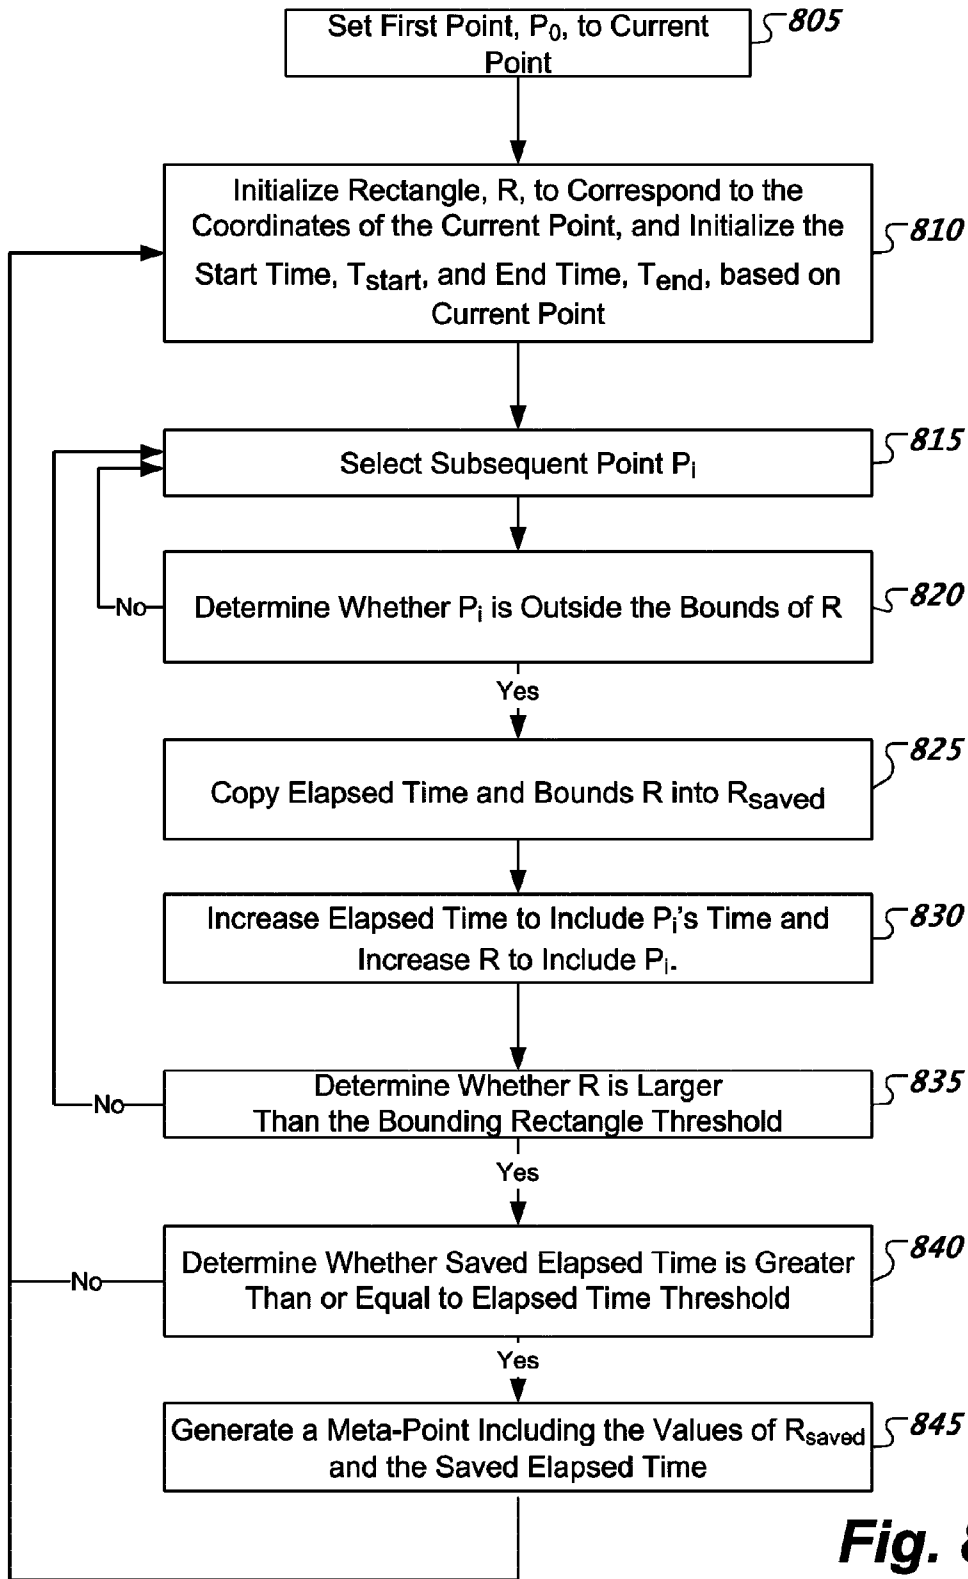 Set First Point, P0, to Current
Point
805
Initialize Rectangle, R, to Correspond to the
Coordinates of the Current Point, and Initialize the
Start Time, Tstart, and End Time, Tend, based on
Current Point
810
Select Subsequent Point Pi
815
Determine Whether Pi is Outside the Bounds of R
820
No
Yes
Copy Elapsed Time and Bounds R into Rsaved
825
Increase Elapsed Time to Include Pi's Time and
Increase R to Include Pi.
830
Determine Whether R is Larger
Than the Bounding Rectangle Threshold
835
No
Yes
Determine Whether Saved Elapsed Time is Greater
Than or Equal to Elapsed Time Threshold
840
No
Yes
Generate a Meta-Point Including the Values of Rsaved
and the Saved Elapsed Time
845
Fig. 8